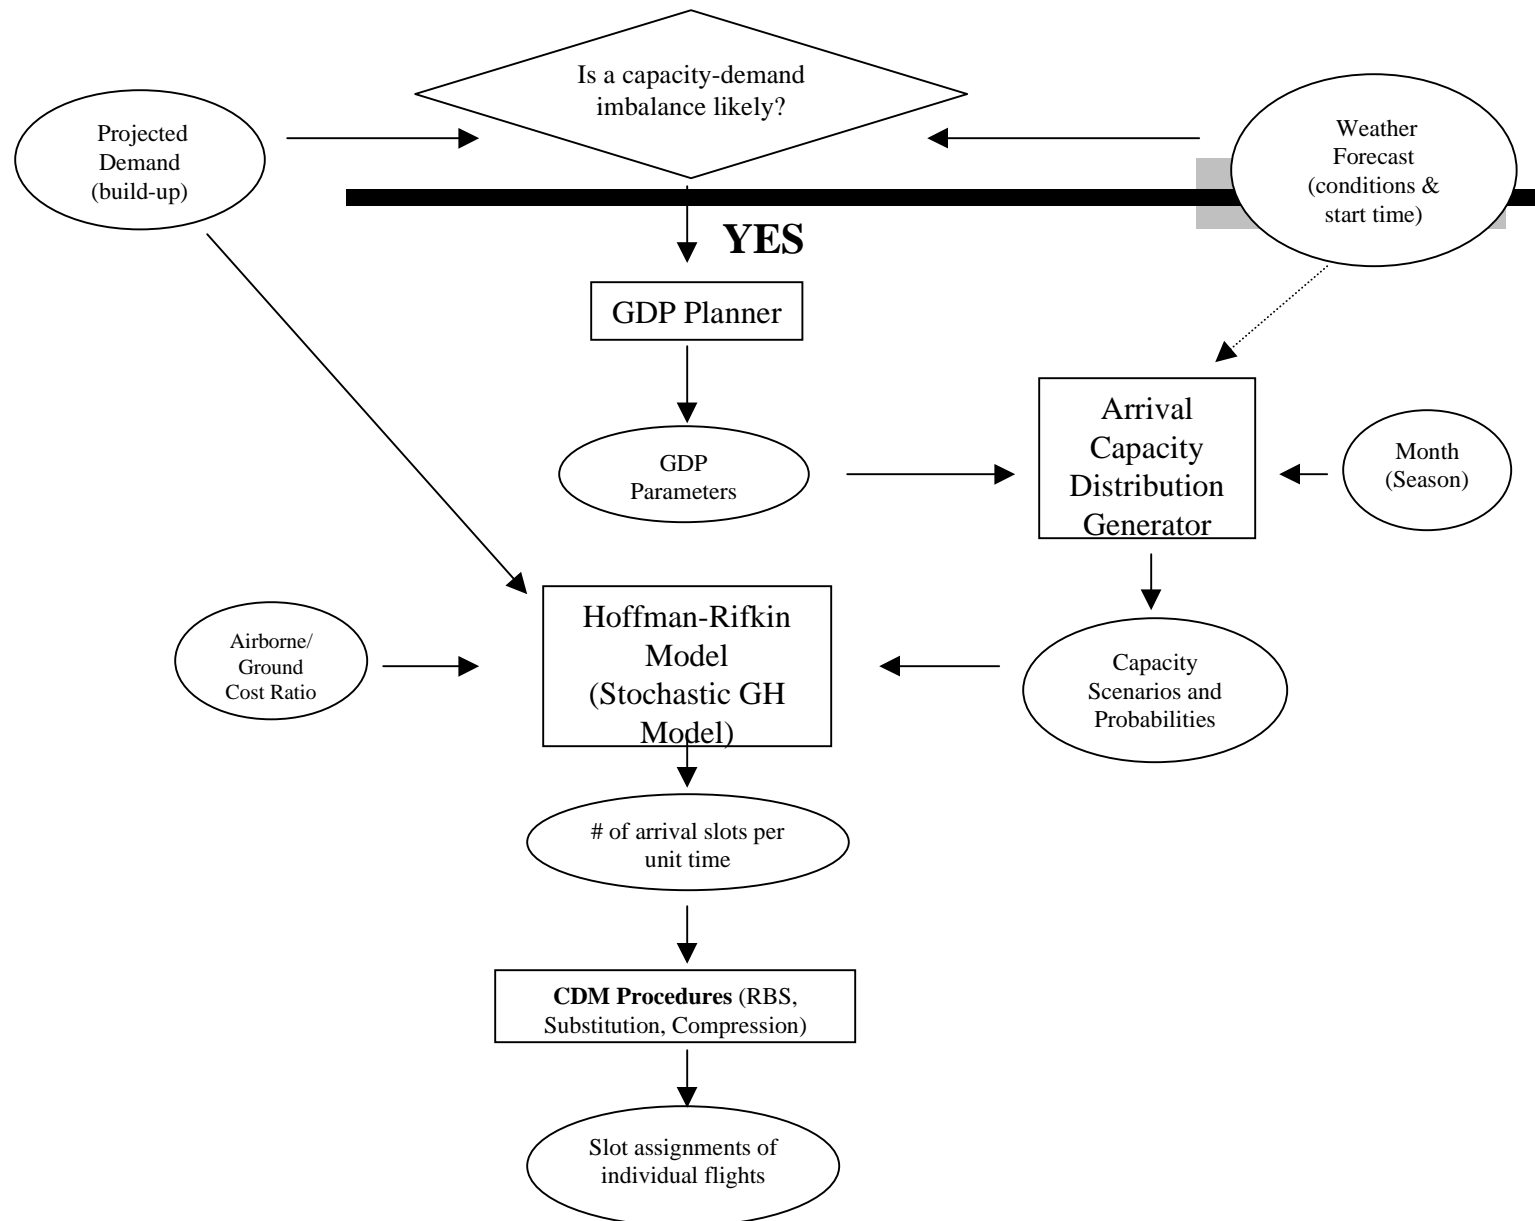 Is a capacity-demand
imbalance likely?
Projected
Demand
(build-up)
Weather
Forecast
(conditions &
start time)
YES
GDP Planner
Arrival
Capacity
Distribution
Generator
Month
(Season)
GDP
Parameters
Hoffman-Rifkin
Model
(Stochastic GH
Model)
Airborne/
Ground
Cost Ratio
Capacity
Scenarios and
Probabilities
# of arrival slots per
unit time
CDM Procedures (RBS,
Substitution, Compression)
Slot assignments of
individual flights